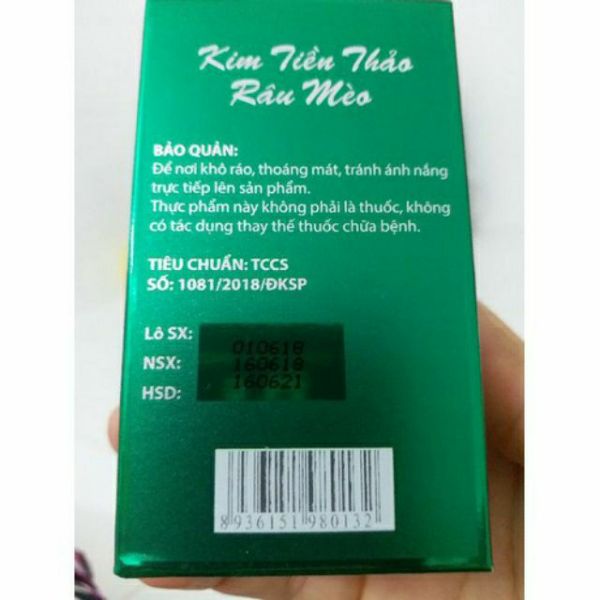 Kim Tiền Thảo
Râu Mèo
BẢO QUẢN:
Để nơi khô ráo, thoáng mát, tránh ánh nắng
trực tiếp lên sản phẩm.
Thực phẩm này không phải là thuốc, không
có tác dụng thay thế thuốc chữa bệnh.
TIÊU CHUẨN: TCCS
SỐ: 1081/2018/ĐKSP
Lô SX: 010618
NSX: 160618
HSD: 160621
8 936151 980132